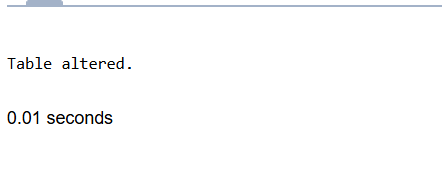 Table altered.
0.01 seconds